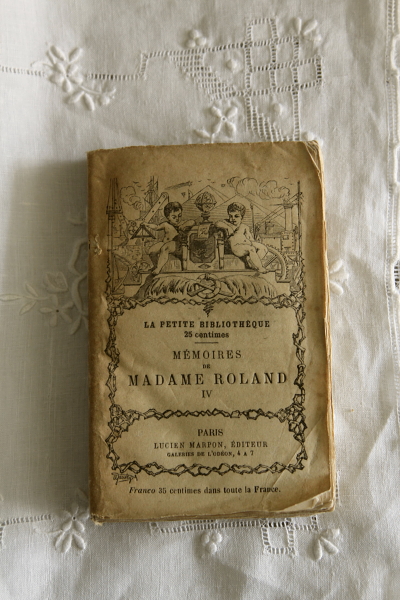 LA PETITE BIBLIOTHÈQUE
25 centimes
MÉMOIRES
DE
MADAME ROLAND
IV
PARIS
LUCIEN MARPON, ÉDITEUR
GALERIES DE L'ODÉON, 4 A 7
Franco 35 centimes dans toute la France.